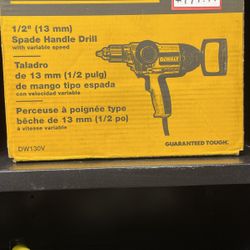 1/2" (13 mm)
Spade Handle Drill
with variable speed
Taladro
de 13 mm (1/2 pulg)
de mango tipo espada
con velocidad variable
Perceuse à poignée type
bêche de 13 mm (1/2 po)
à vitesse variable
DEWALT
DW130V
GUARANTEED TOUGH.